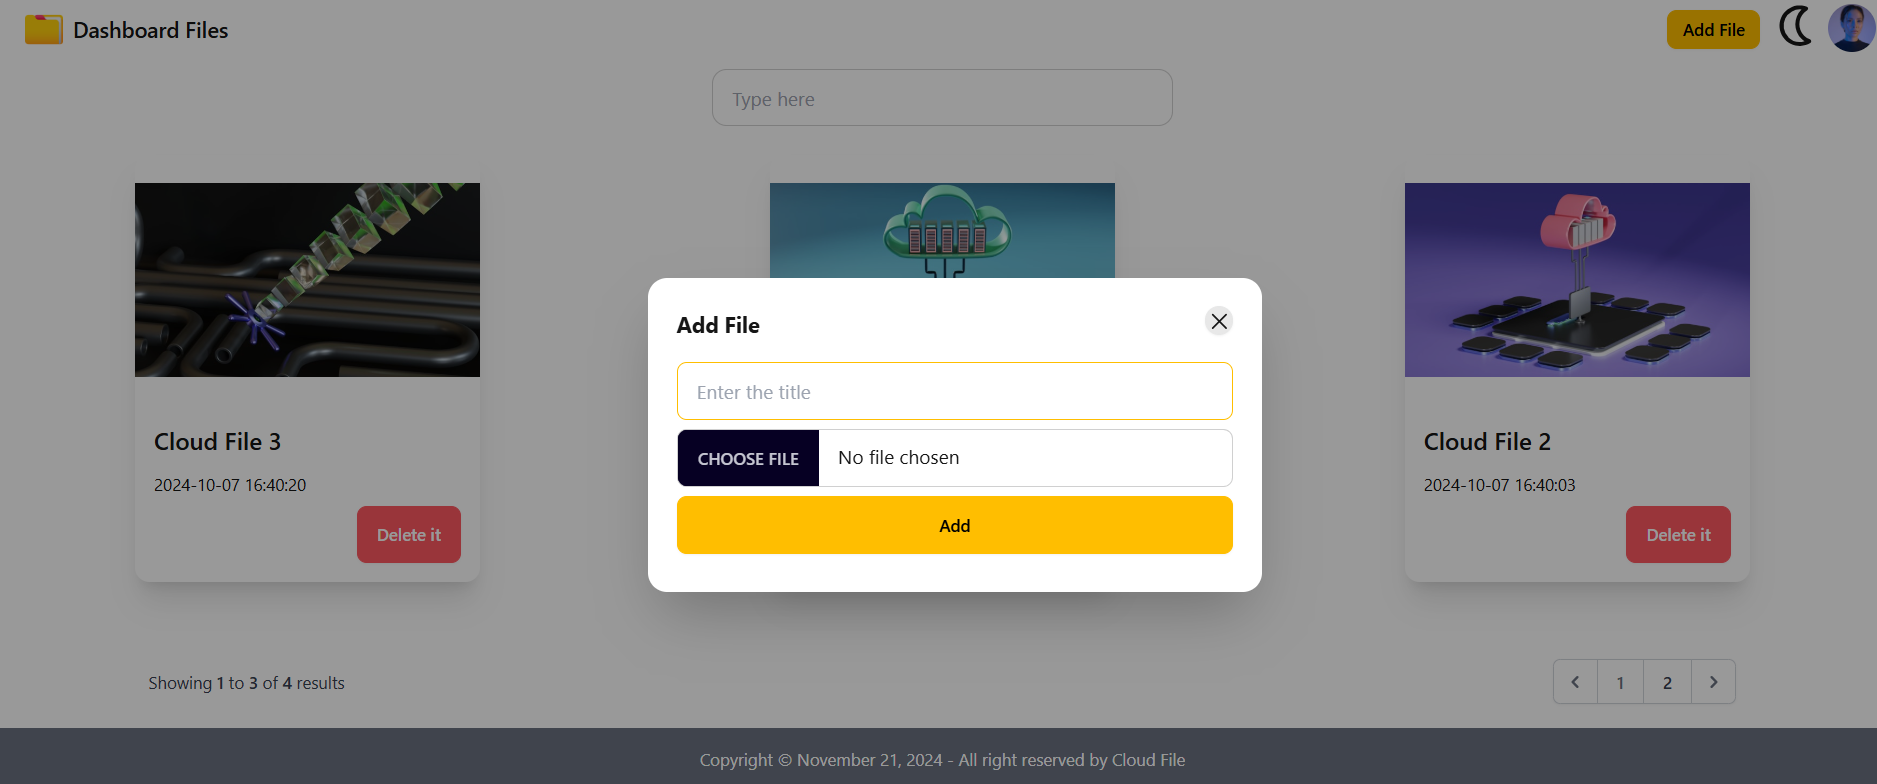 Dashboard Files
Add File
Type here
Add File
Enter the title
CHOOSE FILE No file chosen
Add
Cloud File 3
2024-10-07 16:40:20
Delete it
Cloud File 2
2024-10-07 16:40:03
Delete it
Showing 1 to 3 of 4 results
1 2
Copyright © November 21, 2024 - All right reserved by Cloud File